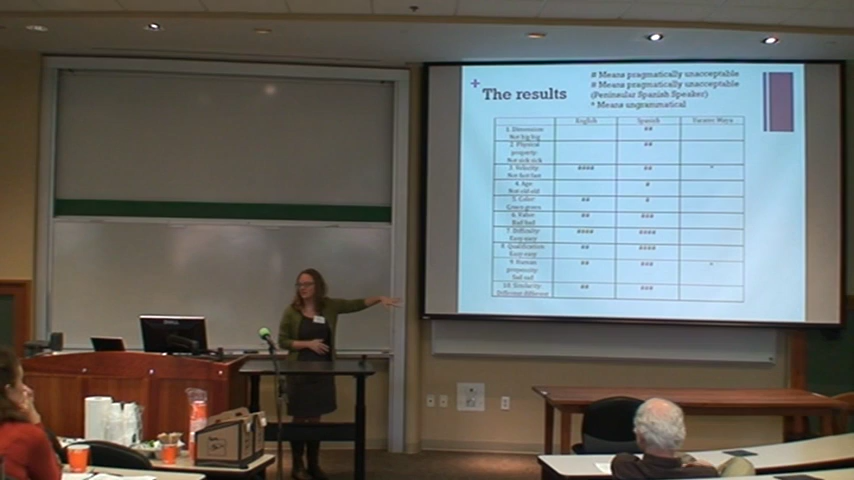 + The results
# Means pragmatically unacceptable
# Means pragmatically unacceptable
(Peninsular Spanish Speaker)
* Means ungrammatical
English Spanish Yucatec Maya
1. Dimension: ##
Not big big
2. Physical ##
property:
Not sick sick
3. Velocity: #### ## *
Not fast fast
4. Age: #
Not old old
5. Color: ## #
Green green
6. Value: ## ###
Bad bad
7. Difficulty: #### ####
Easy easy
8. Qualification: ## ####
Easy easy
9. Human ## ### *
propensity:
Sad sad
10. Similarity: ## ###
Different different
DELL